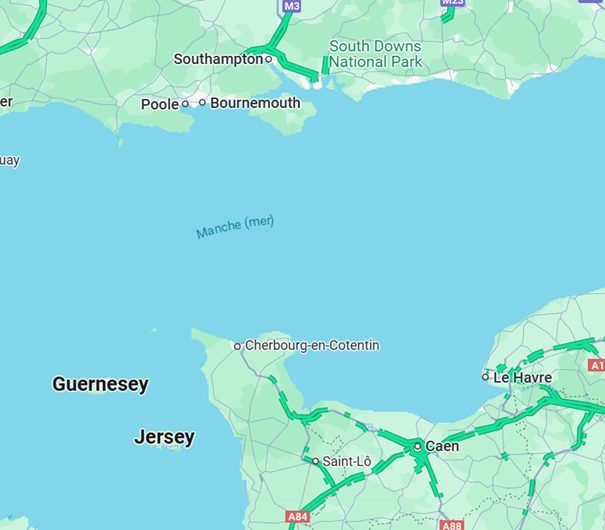 M3
M23
South Downs
National Park
Southampton
er
Poole
Bournemouth
uay
Manche (mer)
Cherbourg-en-Cotentin
Guernesey
Le Havre
A1
Jersey
Caen
Saint-Lô
A84
A88